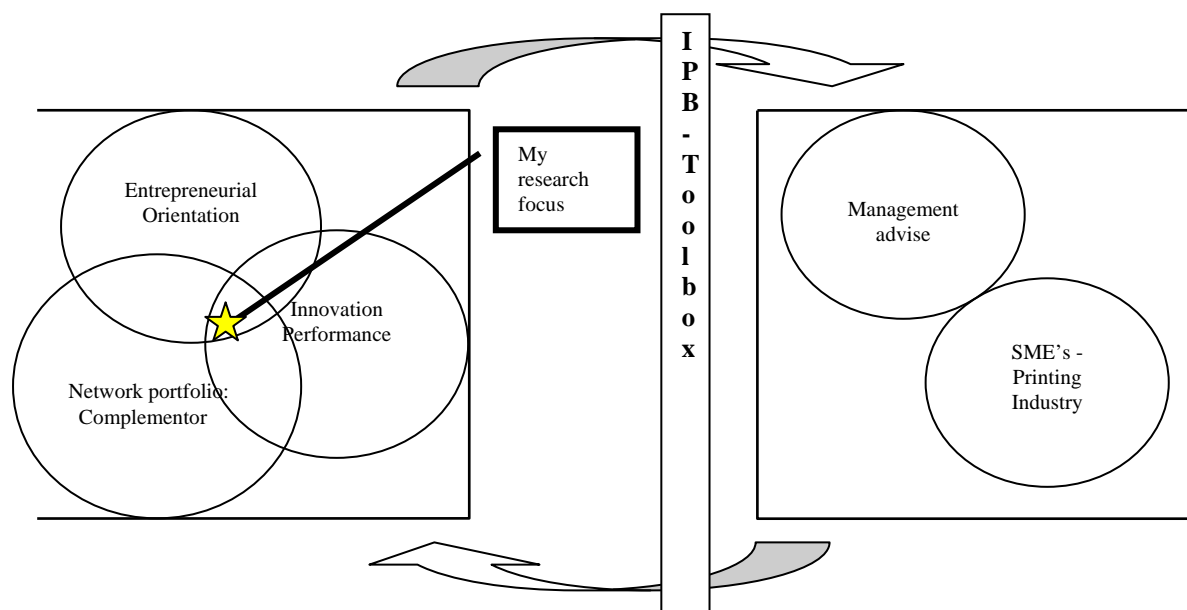 Entrepreneurial
Orientation
Innovation
Performance
Network portfolio:
Complementor
My
research
focus
I
P
B
-
T
o
o
l
b
o
x
Management
advise
SME’s -
Printing
Industry